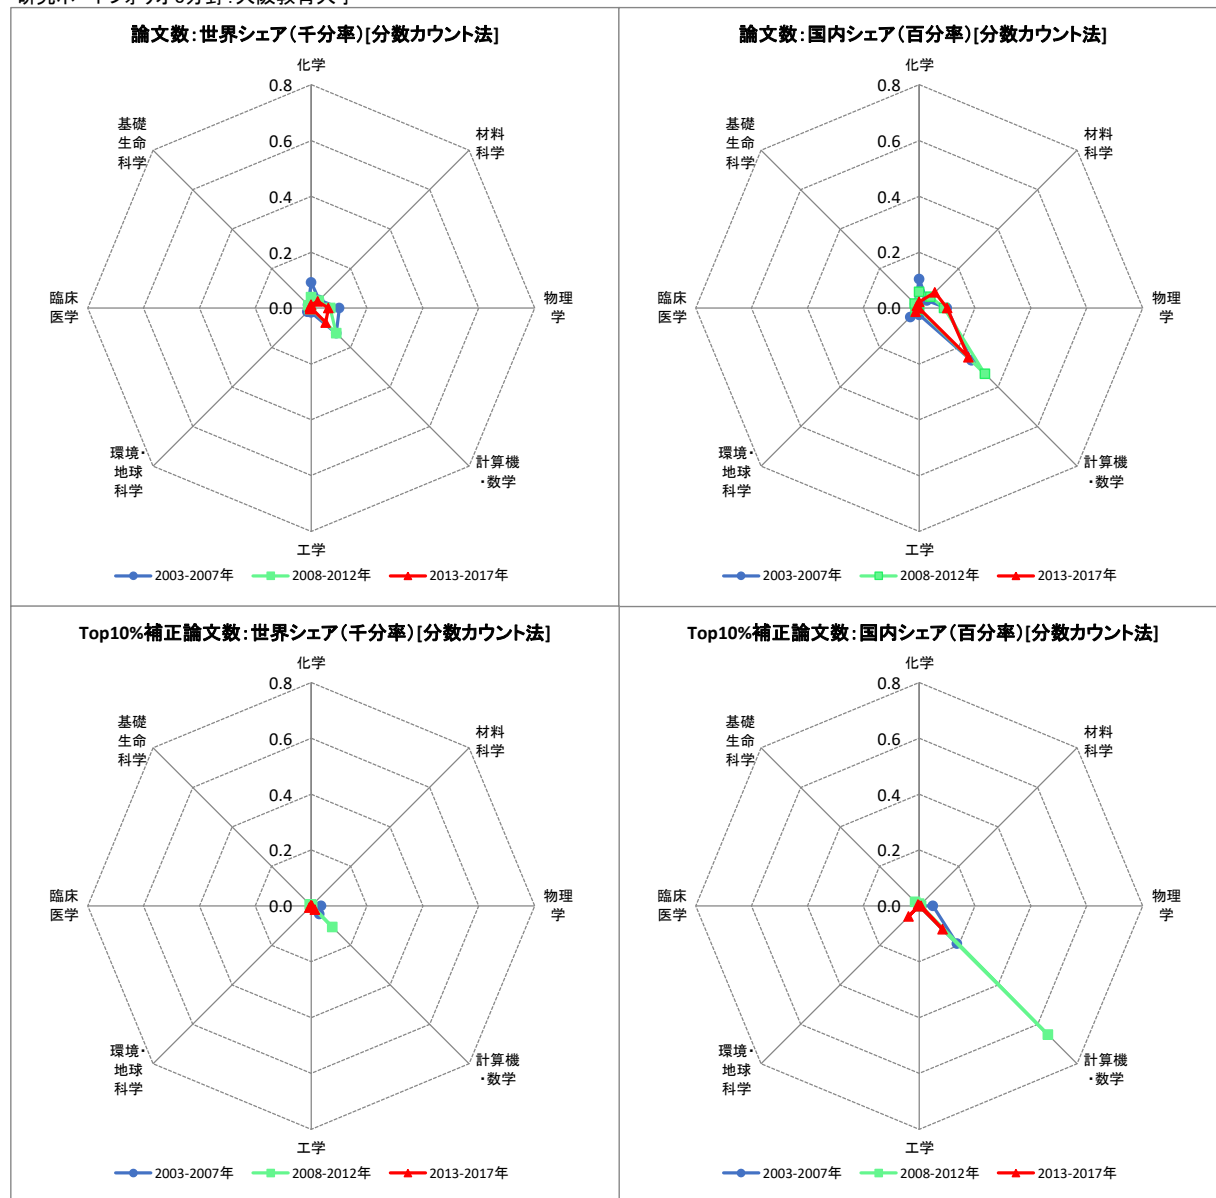 論文数：世界シェア（千分率）[分数カウント法]
化学
材料
科学
物理
学
計算機
・数学
工学
環境・
地球
科学
臨床
医学
基礎
生命
科学
0.8
0.6
0.4
0.2
0.0
2003-2007年 2008-2012年 2013-2017年
論文数：国内シェア（百分率）[分数カウント法]
化学
材料
科学
物理
学
計算機
・数学
工学
環境・
地球
科学
臨床
医学
基礎
生命
科学
0.8
0.6
0.4
0.2
0.0
2003-2007年 2008-2012年 2013-2017年
Top10%補正論文数：世界シェア（千分率）[分数カウント法]
化学
材料
科学
物理
学
計算機
・数学
工学
環境・
地球
科学
臨床
医学
基礎
生命
科学
0.8
0.6
0.4
0.2
0.0
2003-2007年 2008-2012年 2013-2017年
Top10%補正論文数：国内シェア（百分率）[分数カウント法]
化学
材料
科学
物理
学
計算機
・数学
工学
環境・
地球
科学
臨床
医学
基礎
生命
科学
0.8
0.6
0.4
0.2
0.0
2003-2007年 2008-2012年 2013-2017年